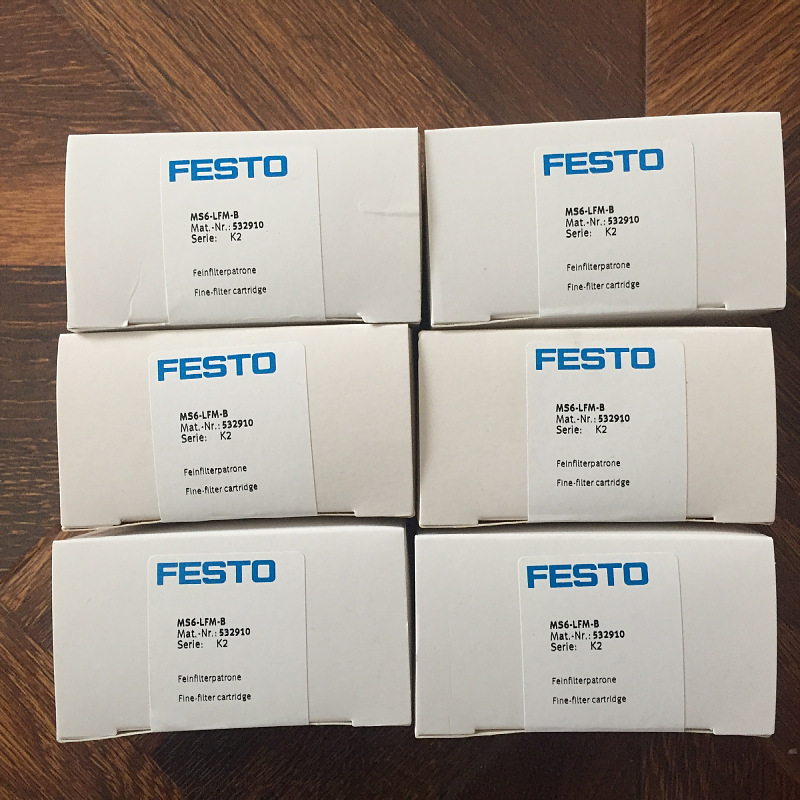 FESTO
MS6-LFM-B
Mat.-Nr.: 532910
Serie: K2
Feinfilterpatrone
Fine-filter cartridge
FESTO
MS6-LFM-B
Mat.-Nr.: 532910
Serie: K2
Feinfilterpatrone
Fine-filter cartridge
FESTO
MS6-LFM-B
Mat.-Nr.: 532910
Serie: K2
Feinfilterpatrone
Fine-filter cartridge
FESTO
MS6-LFM-B
Mat.-Nr.: 532910
Serie: K2
Feinfilterpatrone
Fine-filter cartridge
FESTO
MS6-LFM-B
Mat.-Nr.: 532910
Serie: K2
Feinfilterpatrone
Fine-filter cartridge
FESTO
MS6-LFM-B
Mat.-Nr.: 532910
Serie: K2
Feinfilterpatrone
Fine-filter cartridge